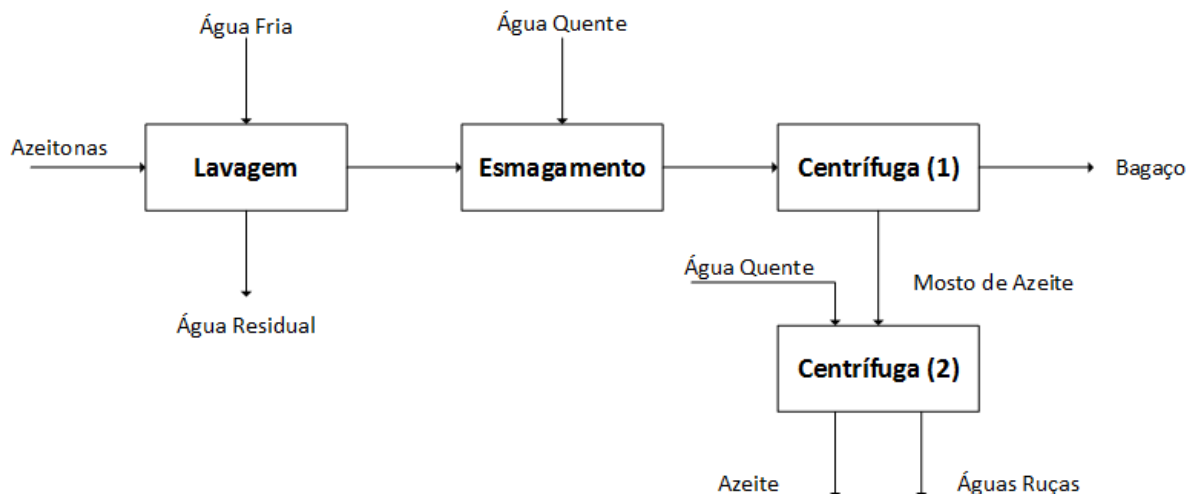 Água Fria
Água Quente
Azeitonas
Lavagem
Esmagamento
Centrífuga (1)
Bagaço
Água Quente
Mosto de Azeite
Água Residual
Centrífuga (2)
Azeite
Águas Ruças